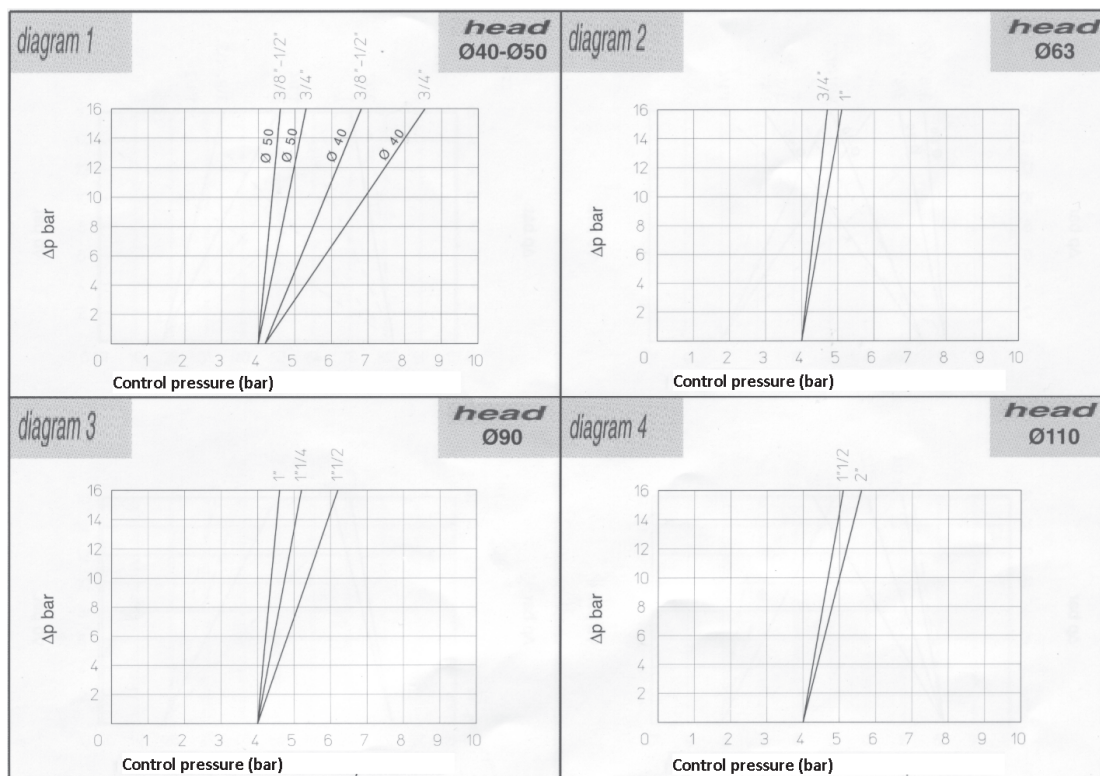 diagram 1
head
Ø40-Ø50
3/8"-1/2"
3/4"
3/8"-1/2"
3/4"
Ø 50
Ø 50
Ø 40
Ø 40
16
14
12
10
8
6
4
2
Δp bar
0 1 2 3 4 5 6 7 8 9 10
Control pressure (bar)
diagram 2
head
Ø63
3/4"
1"
16
14
12
10
8
6
4
2
Δp bar
0 1 2 3 4 5 6 7 8 9 10
Control pressure (bar)
diagram 3
head
Ø90
1"
1"1/4
1"1/2
16
14
12
10
8
6
4
2
Δp bar
0 1 2 3 4 5 6 7 8 9 10
Control pressure (bar)
diagram 4
head
Ø110
1"1/2
2"
16
14
12
10
8
6
4
2
Δp bar
0 1 2 3 4 5 6 7 8 9 10
Control pressure (bar)